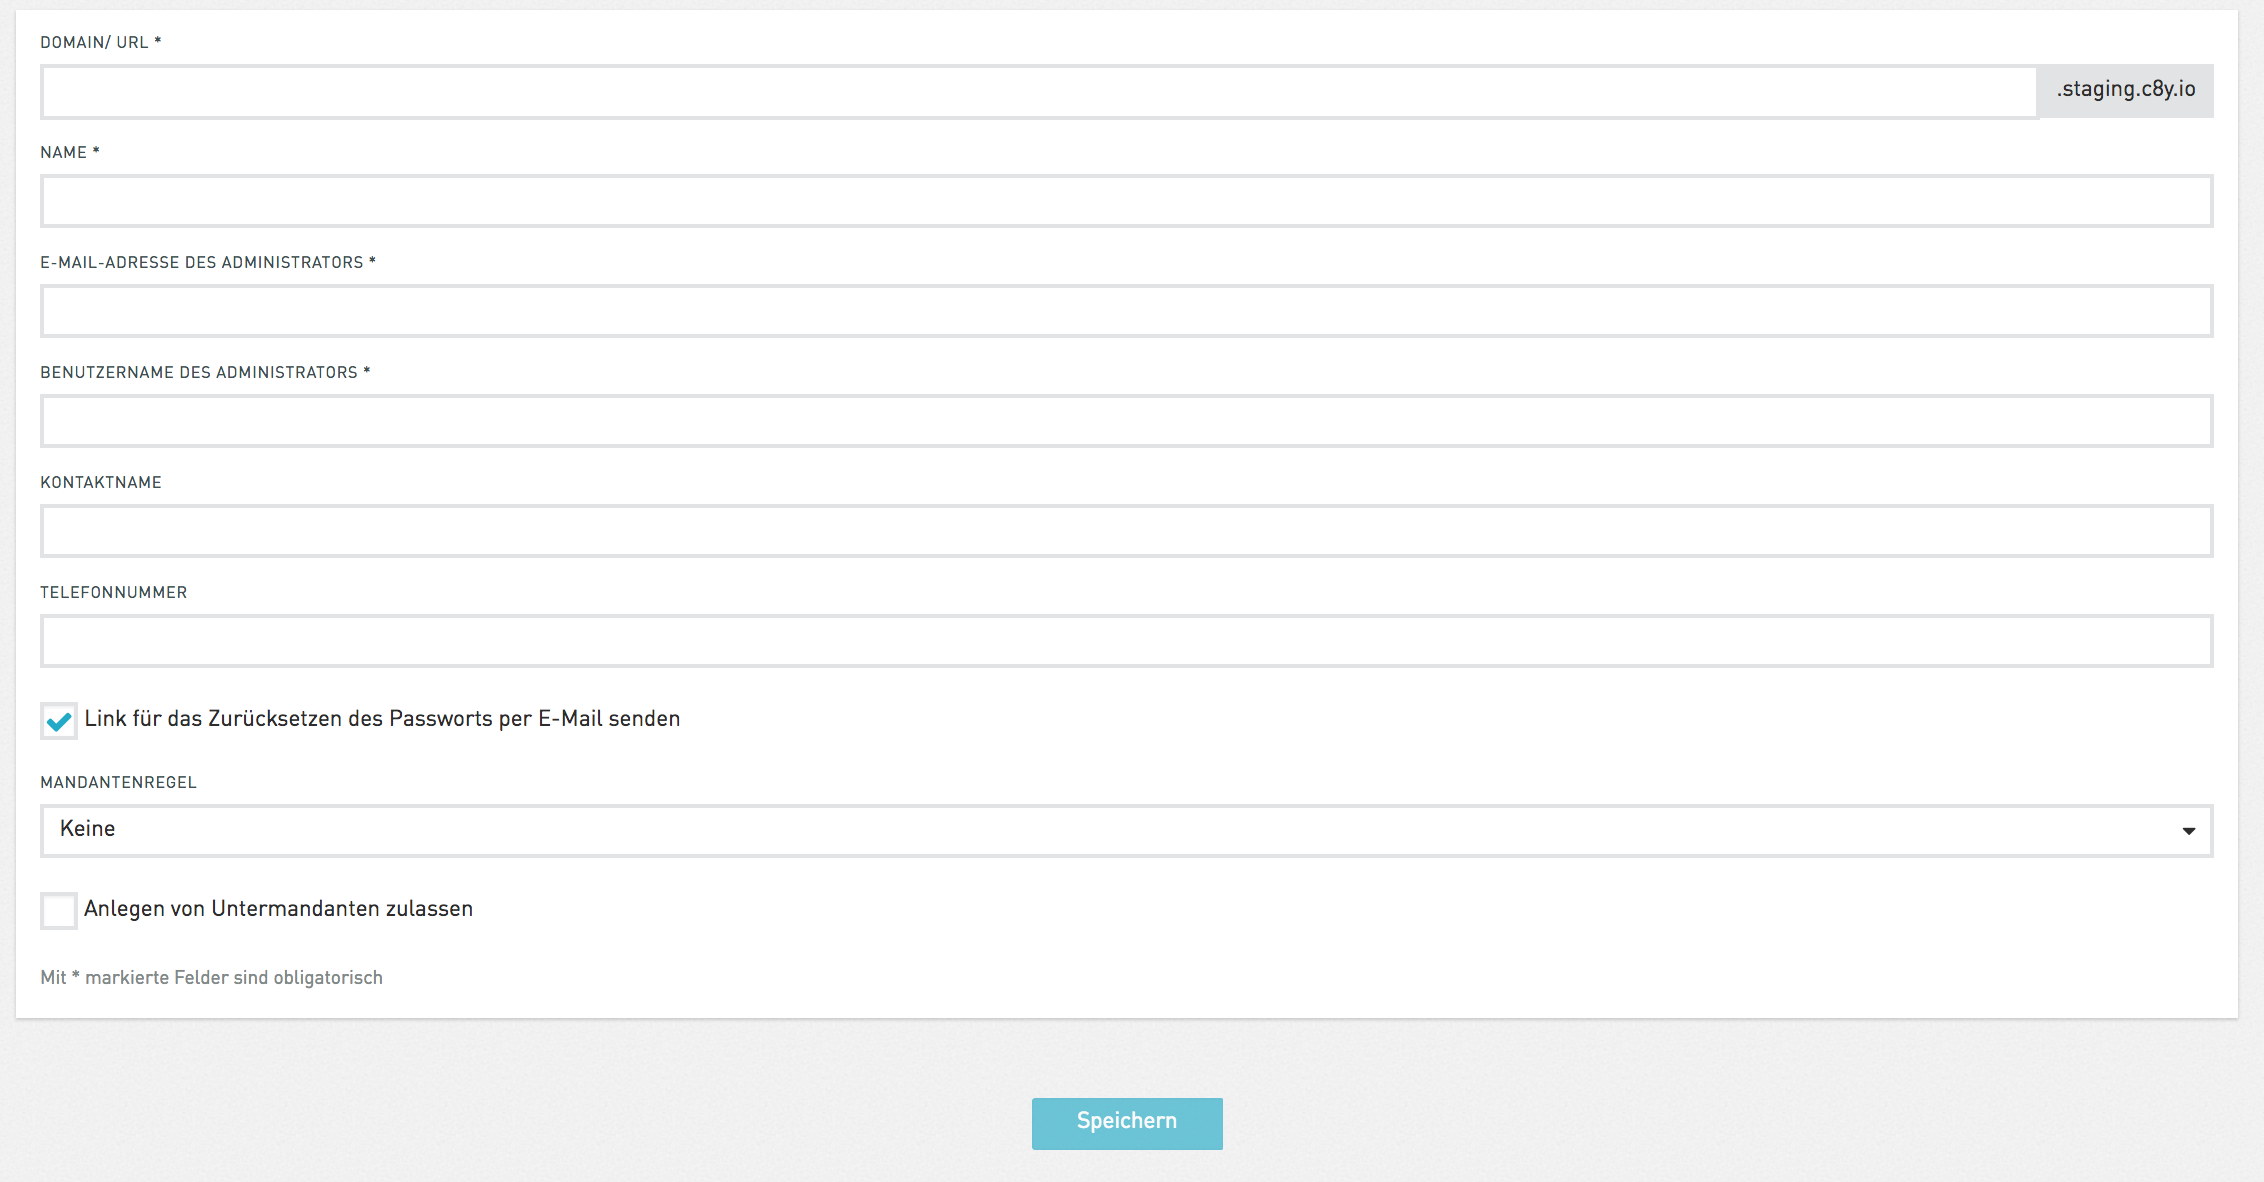 DOMAIN/ URL *
.staging.c8y.io
NAME *
E-MAIL-ADRESSE DES ADMINISTRATORS *
BENUTZERNAME DES ADMINISTRATORS *
KONTAKTNAME
TELEFONNUMMER
Link für das Zurücksetzen des Passworts per E-Mail senden
MANDANTENREGEL
Keine
Anlegen von Untermandanten zulassen
Mit * markierte Felder sind obligatorisch
Speichern